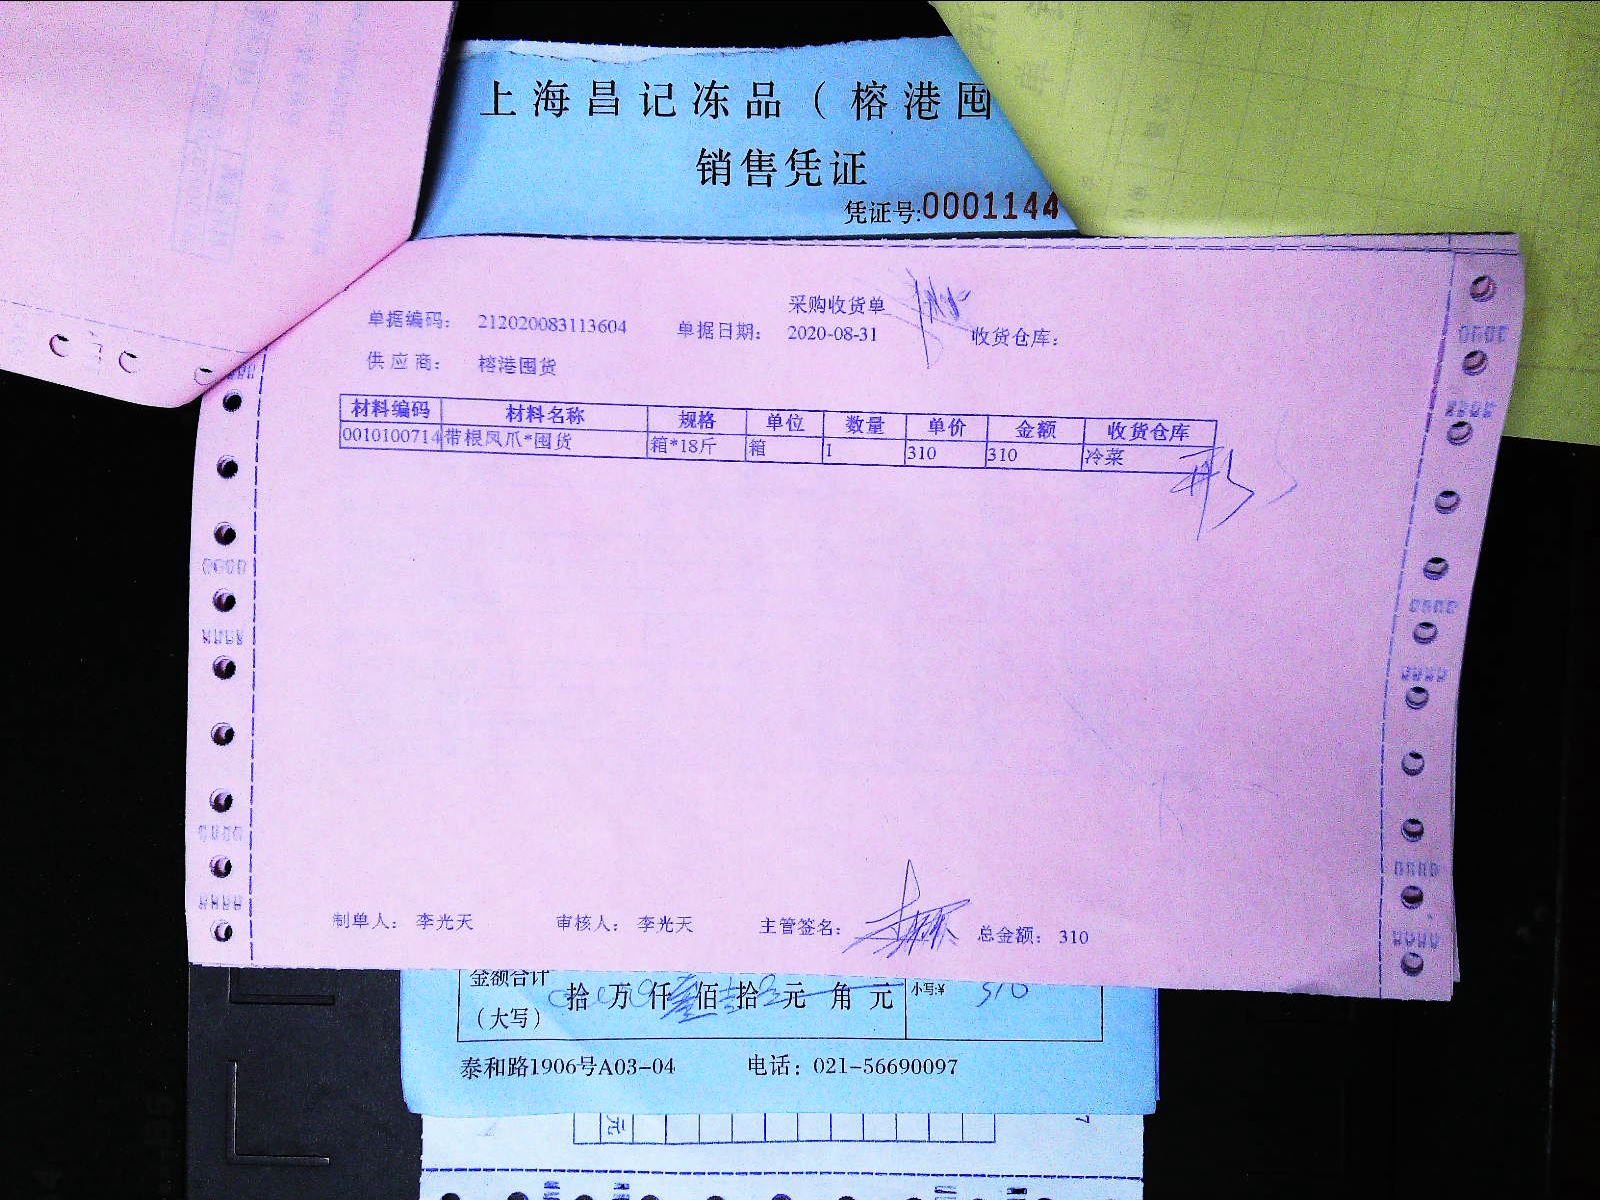 上海昌记冻品（榕港囤
销售凭证
凭证号:0001144
采购收货单
单据编码： 212020083113604 单据日期： 2020-08-31 收货仓库：
供应商： 榕港囤货
材料编码 材料名称 规格 单位 数量 单价 金额 收货仓库
0010100714 带根凤爪*囤货 箱*18斤 箱 1 310 310 冷菜
制单人： 李光天 审核人： 李光天 主管签名： 总金额： 310
金额合计
（大写） 拾 万 仟 佰 拾 元 角 元 小写:¥ 310
泰和路1906号A03-04 电话：021-56690097
元